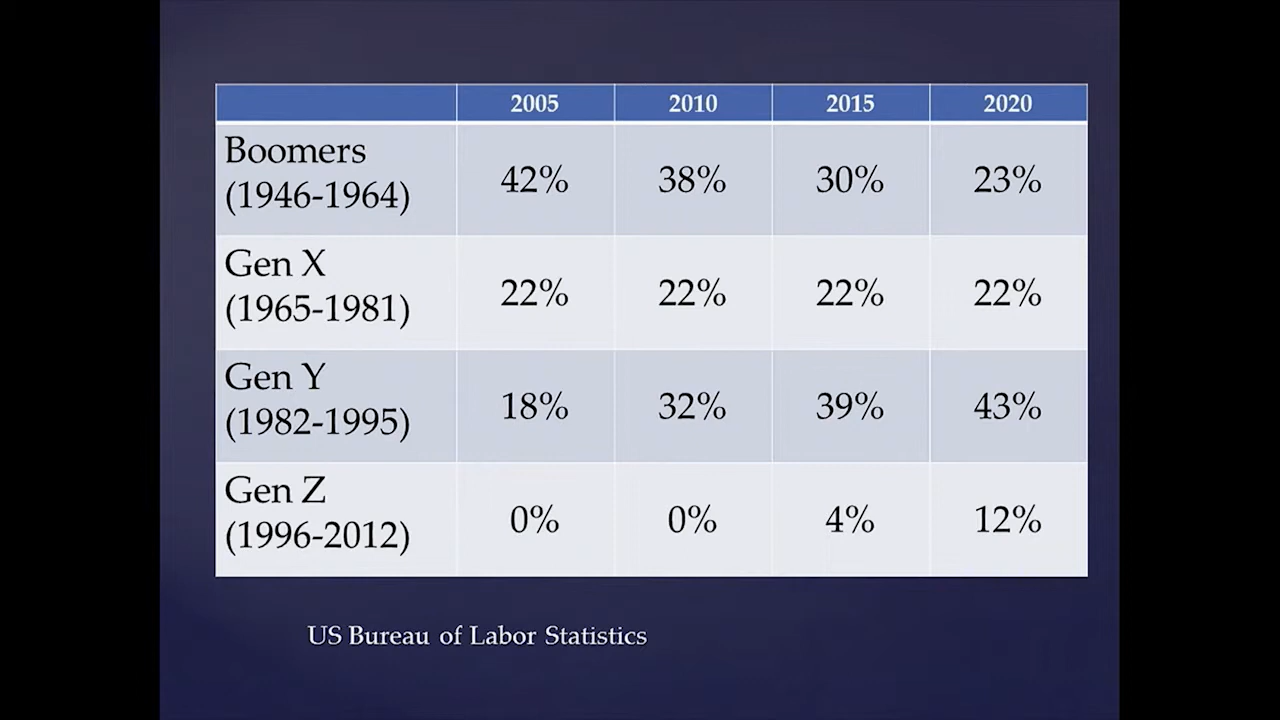 2005 2010 2015 2020
Boomers
(1946-1964) 42% 38% 30% 23%
Gen X
(1965-1981) 22% 22% 22% 22%
Gen Y
(1982-1995) 18% 32% 39% 43%
Gen Z
(1996-2012) 0% 0% 4% 12%
US Bureau of Labor Statistics